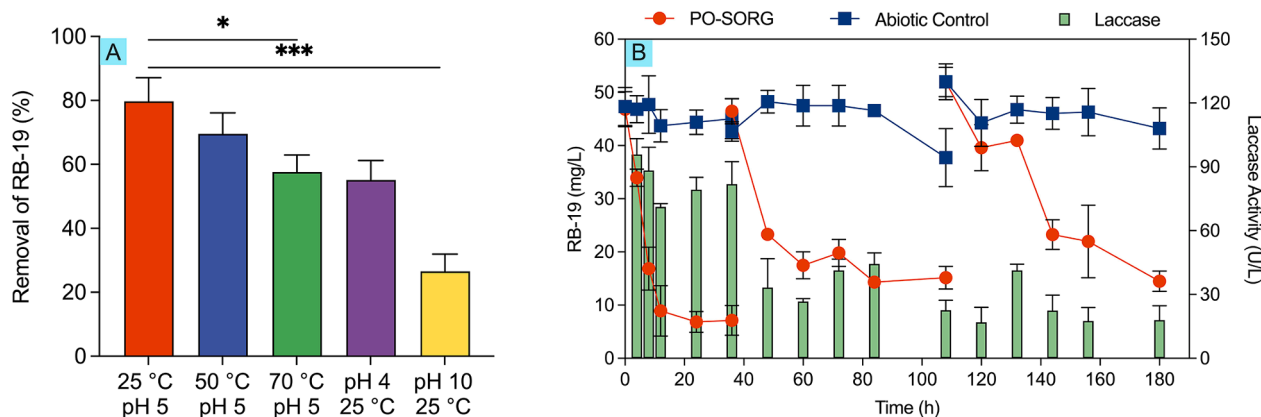 A
*
***
Removal of RB-19 (%)
100
80
60
40
20
0
25 °C
pH 5
50 °C
pH 5
70 °C
pH 5
pH 4
25 °C
pH 10
25 °C
PO-SORG
Abiotic Control
Laccase
B
RB-19 (mg/L)
60
50
40
30
20
10
0
0 20 40 60 80 100 120 140 160 180
Time (h)
150
120
90
60
30
0
Laccase Activity (U/L)